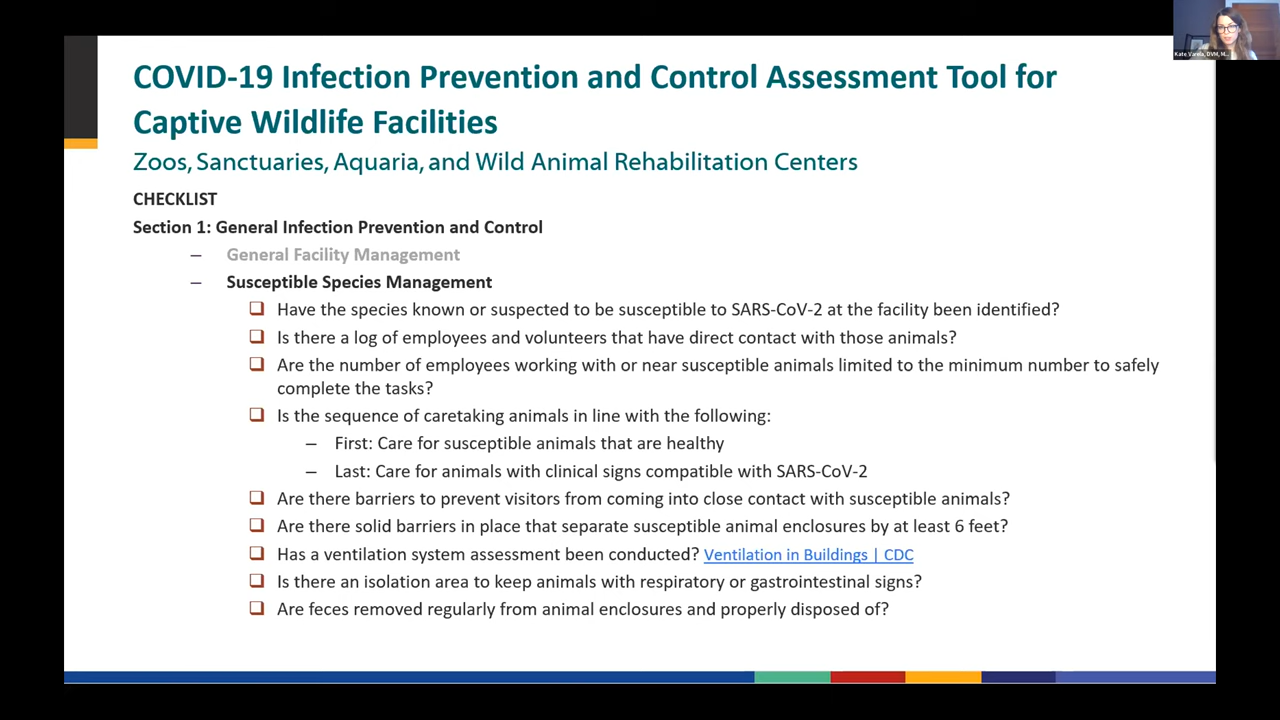 COVID-19 Infection Prevention and Control Assessment Tool for
Captive Wildlife Facilities
Zoos, Sanctuaries, Aquaria, and Wild Animal Rehabilitation Centers
CHECKLIST
Section 1: General Infection Prevention and Control
– General Facility Management
– Susceptible Species Management
❑ Have the species known or suspected to be susceptible to SARS-CoV-2 at the facility been identified?
❑ Is there a log of employees and volunteers that have direct contact with those animals?
❑ Are the number of employees working with or near susceptible animals limited to the minimum number to safely
complete the tasks?
❑ Is the sequence of caretaking animals in line with the following:
– First: Care for susceptible animals that are healthy
– Last: Care for animals with clinical signs compatible with SARS-CoV-2
❑ Are there barriers to prevent visitors from coming into close contact with susceptible animals?
❑ Are there solid barriers in place that separate susceptible animal enclosures by at least 6 feet?
❑ Has a ventilation system assessment been conducted? Ventilation in Buildings | CDC
❑ Is there an isolation area to keep animals with respiratory or gastrointestinal signs?
❑ Are feces removed regularly from animal enclosures and properly disposed of?
Kate Varela, DVM, M...